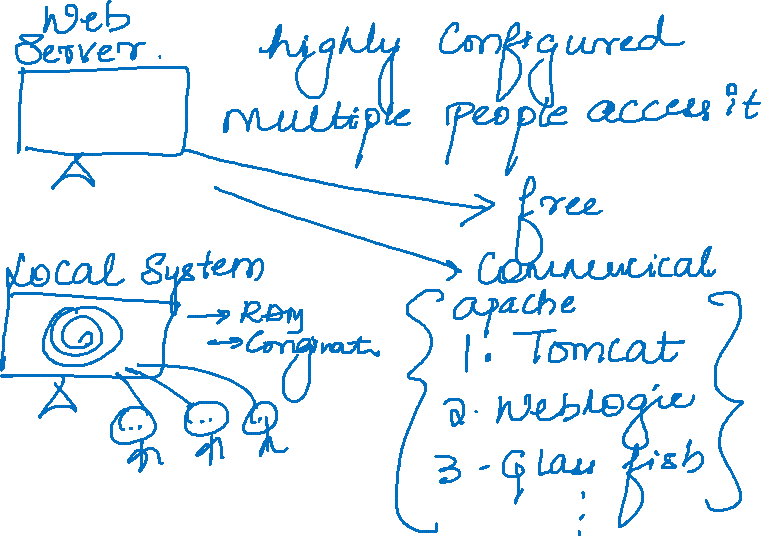 Web
Server.
highly configured
multiple people access it
free
Commercical
Local System
→ RAM
→
apache
1. Tomcat
2. Weblogic
3 - Glass fish